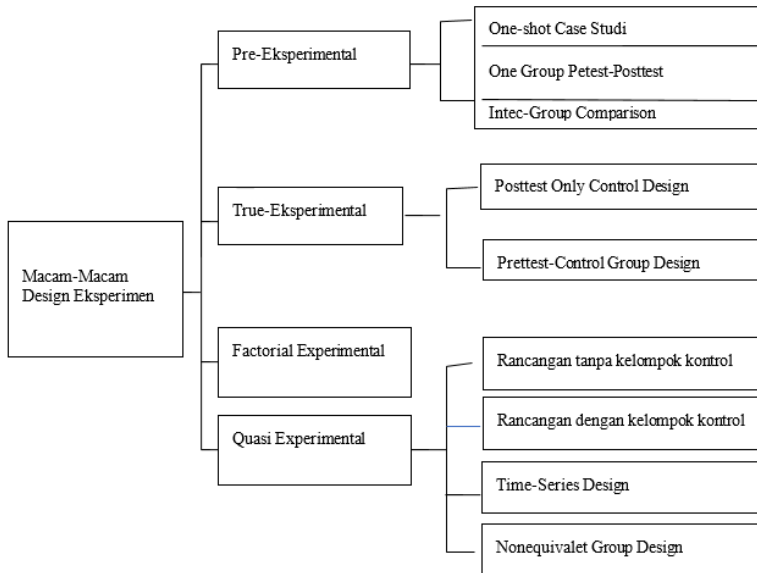 Macam-Macam
Design Eksperimen
Pre-Eksperimental
One-shot Case Studi
One Group Petest-Posttest
Intec-Group Comparison
True-Eksperimental
Posttest Only Control Design
Prettest-Control Group Design
Factorial Experimental
Quasi Experimental
Rancangan tanpa kelompok kontrol
Rancangan dengan kelompok kontrol
Time-Series Design
Nonequivalet Group Design